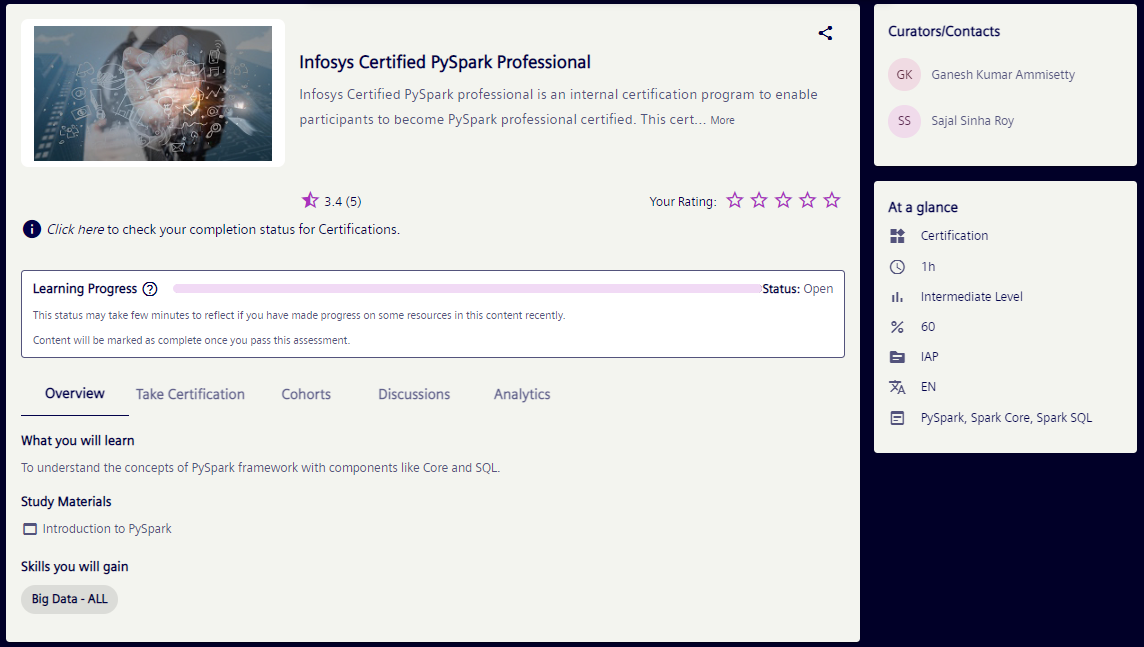 Infosys Certified PySpark Professional
Infosys Certified PySpark professional is an internal certification program to enable
participants to become PySpark professional certified. This cert... More
3.4 (5)
Your Rating:
Click here to check your completion status for Certifications.
Learning Progress
Status: Open
This status may take few minutes to reflect if you have made progress on some resources in this content recently.
Content will be marked as complete once you pass this assessment.
Overview
Take Certification
Cohorts
Discussions
Analytics
What you will learn
To understand the concepts of PySpark framework with components like Core and SQL.
Study Materials
Introduction to PySpark
Skills you will gain
Big Data - ALL
Curators/Contacts
GK Ganesh Kumar Ammisetty
SS Sajal Sinha Roy
At a glance
Certification
1h
Intermediate Level
60
IAP
EN
PySpark, Spark Core, Spark SQL